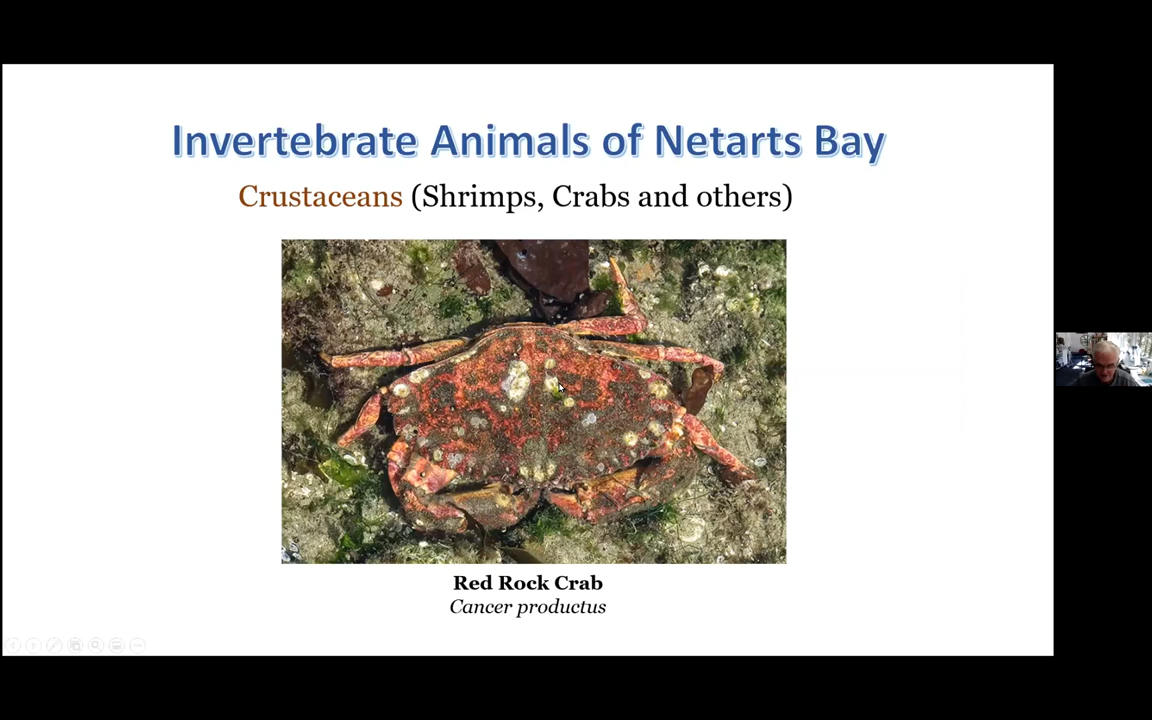 Invertebrate Animals of Netarts Bay
Crustaceans (Shrimps, Crabs and others)
Red Rock Crab
Cancer productus